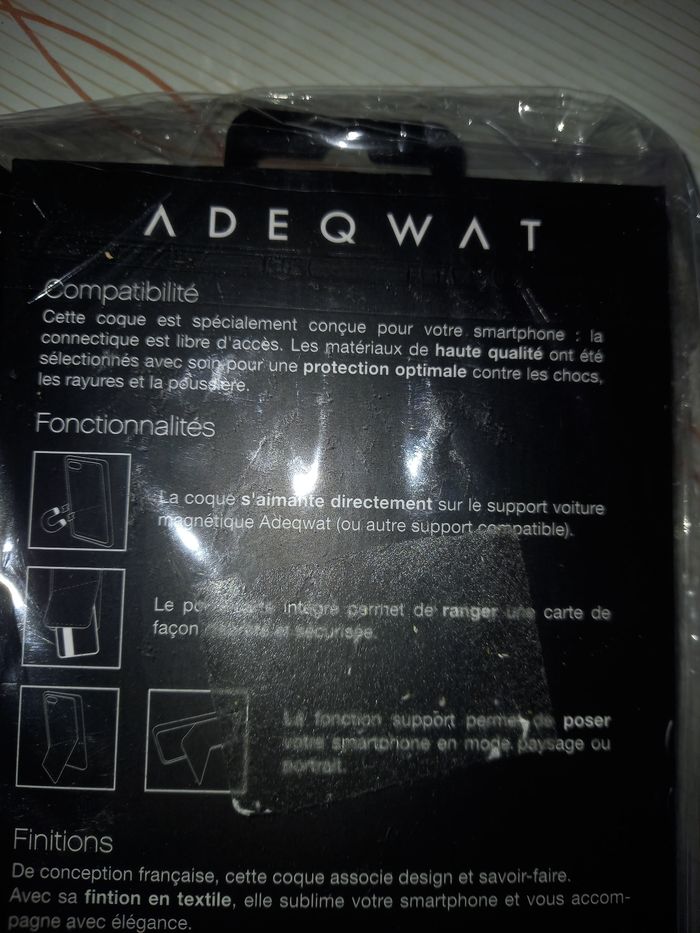 ADEQWAT
Compatibilité
Cette coque est spécialement conçue pour votre smartphone : la
connectique est libre d'accès. Les matériaux de haute qualité ont été
sélectionnés avec soin pour une protection optimale contre les chocs,
les rayures et la poussière.
Fonctionnalités
La coque s'aimante directement sur le support voiture
magnétique Adeqwat (ou autre support compatible).
Le porte-carte intégré permet de ranger une carte de
façon discrète et sécurisée.
La fonction support permet de poser
votre smartphone en mode paysage ou
portrait.
Finitions
De conception française, cette coque associe design et savoir-faire.
Avec sa fintion en textile, elle sublime votre smartphone et vous accom-
pagne avec élégance.